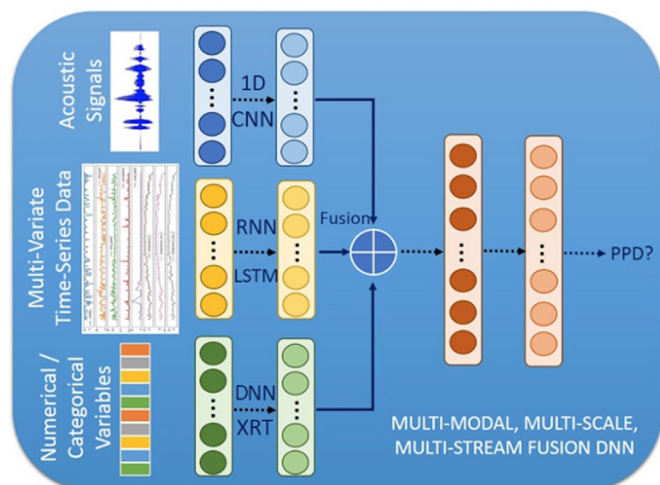 Acoustic
Signals
1D
CNN
Multi-Variate
Time-Series Data
RNN
LSTM
Fusion
PPD?
Numerical /
Categorical
Variables
DNN
XRT
MULTI-MODAL, MULTI-SCALE,
MULTI-STREAM FUSION DNN